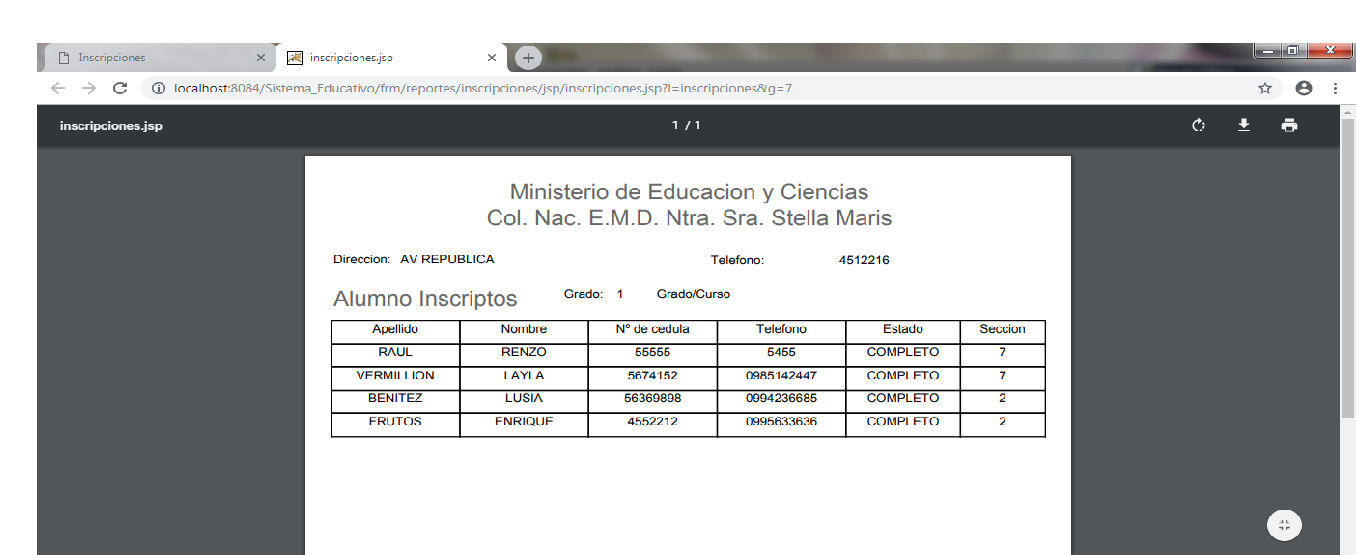 Inscripciones
inscripciones.jsp
localhost:8084/Sistema_Educativo/frm/reportes/inscripciones/jsp/inscripciones.jsp?l=inscripciones&g=7
inscripciones.jsp 1 / 1
Ministerio de Educacion y Ciencias
Col. Nac. E.M.D. Ntra. Sra. Stella Maris
Direccion: AV REPUBLICA Telefono: 4512216
Alumno Inscriptos Grado: 1 Grado/Curso
Apellido Nombre Nº de cedula Telefono Estado Seccion
RAUL RENZO 55555 5455 COMPLETO 7
VERMILLION LAYLA 5674152 0985142447 COMPLETO 7
BENITEZ LUSIA 56369898 0994236685 COMPLETO 2
FRUTOS ENRIQUE 4552212 0995633636 COMPLETO 2